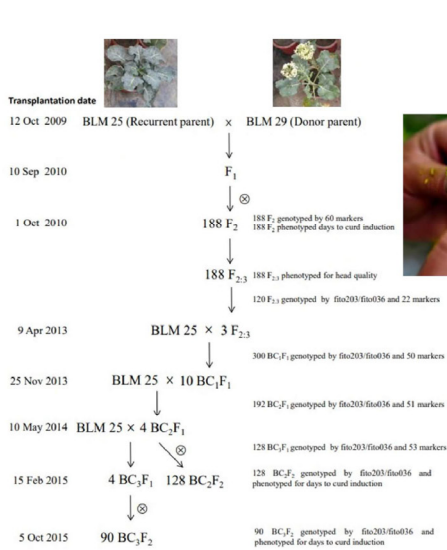 Transplantation date
12 Oct 2009 BLM 25 (Recurrent parent) x BLM 29 (Donor parent)
10 Sep 2010 F1
⊗
1 Oct 2010 188 F2 188 F2 genotyped by 60 markers
188 F2 phenotyped days to curd induction
188 F2:3 188 F2:3 phenotyped for head quality
120 F2:3 genotyped by fito203/fito036 and 22 markers
9 Apr 2013 BLM 25 × 3 F2:3
300 BC1F1 genotyped by fito203/fito036 and 50 markers
25 Nov 2013 BLM 25 × 10 BC1F1
192 BC2F1 genotyped by fito203/fito036 and 51 markers
10 May 2014 BLM 25 × 4 BC2F1
⊗ 128 BC3F1 genotyped by fito203/fito036 and 53 markers
15 Feb 2015 4 BC3F1 128 BC2F2 128 BC2F2 genotyped by fito203/fito036 and
phenotyped for days to curd induction
⊗
5 Oct 2015 90 BC3F2 90 BC3F2 genotyped by fito203/fito036 and
phenotyped for days to curd induction